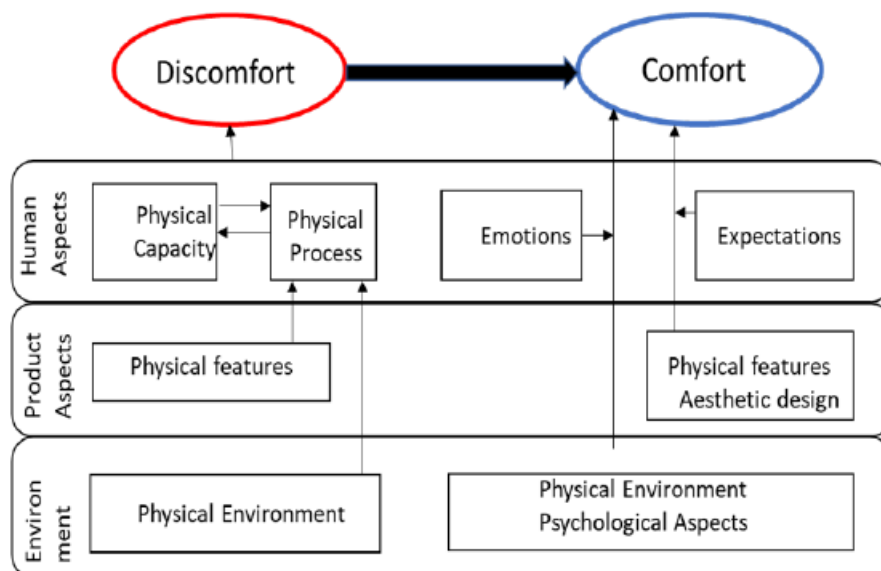 Discomfort
Comfort
Human
Aspects
Physical
Capacity
Physical
Process
Emotions
Expectations
Product
Aspects
Physical features
Physical features
Aesthetic design
Environ
ment
Physical Environment
Physical Environment
Psychological Aspects